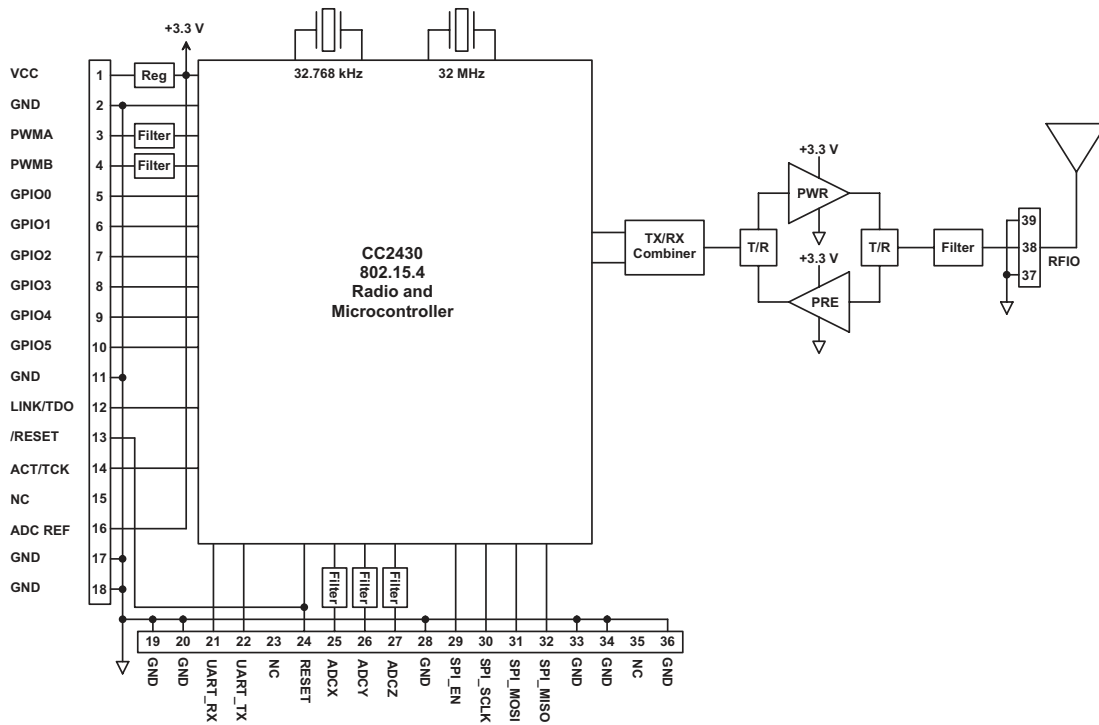 +3.3 V
32.768 kHz
32 MHz
VCC 1 Reg
GND 2
PWMA 3 Filter
PWMB 4 Filter
GPIO0 5
GPIO1 6
GPIO2 7
GPIO3 8
GPIO4 9
GPIO5 10
GND 11
LINK/TDO 12
/RESET 13
ACT/TCK 14
NC 15
ADC REF 16
GND 17
GND 18
CC2430
802.15.4
Radio and
Microcontroller
TX/RX
Combiner
T/R
+3.3 V
PWR
+3.3 V
PRE
T/R
Filter
39
38
37
RFIO
Filter
Filter
Filter
19 20 21 22 23 24 25 26 27 28 29 30 31 32 33 34 35 36
GND
GND
UART_RX
UART_TX
NC
RESET
ADCX
ADCY
ADCZ
GND
SPI_EN
SPI_SCLK
SPI_MOSI
SPI_MISO
GND
GND
NC
GND